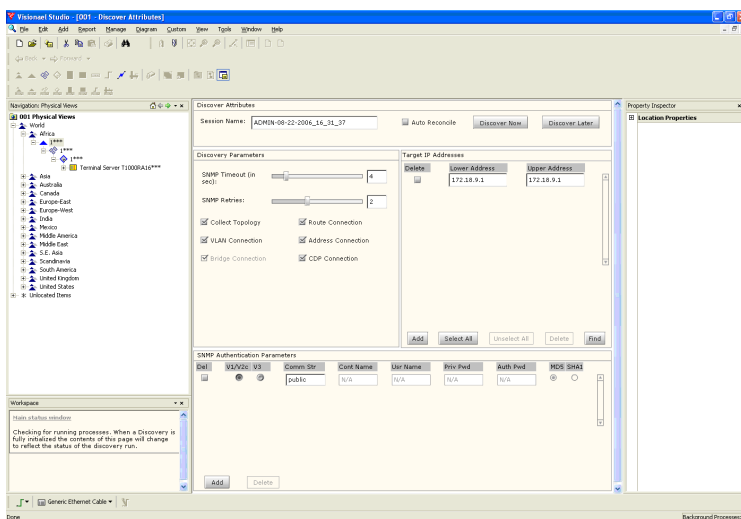 Visionael Studio - [001 - Discover Attributes]
File Edit Add Report Manage Diagram Custom View Tools Window Help
Back Forward
Navigation: Physical Views
001 Physical Views
World
Africa
1***
1***
1***
Terminal Server T1000RA16***
Asia
Australia
Canada
Europe-East
Europe-West
India
Mexico
Middle America
Middle East
S.E. Asia
Scandinavia
South America
United Kingdom
United States
Unlocated Items
Workspace
Main status window
Checking for running processes. When a Discovery is
fully initialized the contents of this page will change
to reflect the status of the discovery run.
Discover Attributes
Session Name: ADMIN-08-22-2006_16_31_37 Auto Reconcile Discover Now Discover Later
Discovery Parameters
SNMP Timeout (in
sec): 4
SNMP Retries: 2
Collect Topology Route Connection
VLAN Connection Address Connection
Bridge Connection CDP Connection
Target IP Addresses
Delete Lower Address Upper Address
172.18.9.1 172.18.9.1
Add Select All Unselect All Delete Find
SNMP Authentication Parameters
Del V1/V2c V3 Comm Str Cont Name Usr Name Priv Pwd Auth Pwd MD5 SHA1
public N/A N/A N/A N/A
Add Delete
Property Inspector
Location Properties
Generic Ethernet Cable
Done
Background Processes: